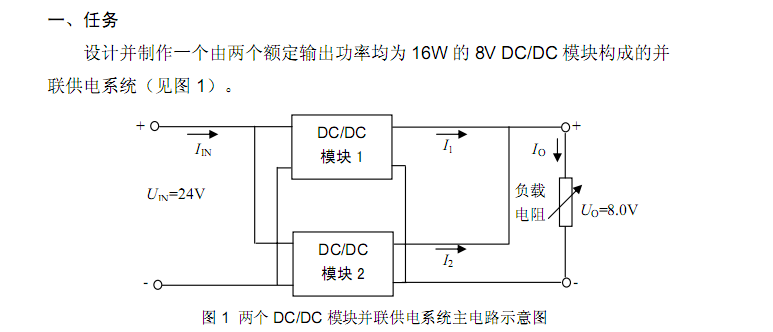 一、任务
设计并制作一个由两个额定输出功率均为 16W 的 8V DC/DC 模块构成的并
联供电系统（见图 1）。
+
DC/DC
模块 1
IIN
I1
IO
+
UIN=24V
负载
电阻
UO=8.0V
DC/DC
模块 2
I2
-
-
图 1 两个 DC/DC 模块并联供电系统主电路示意图